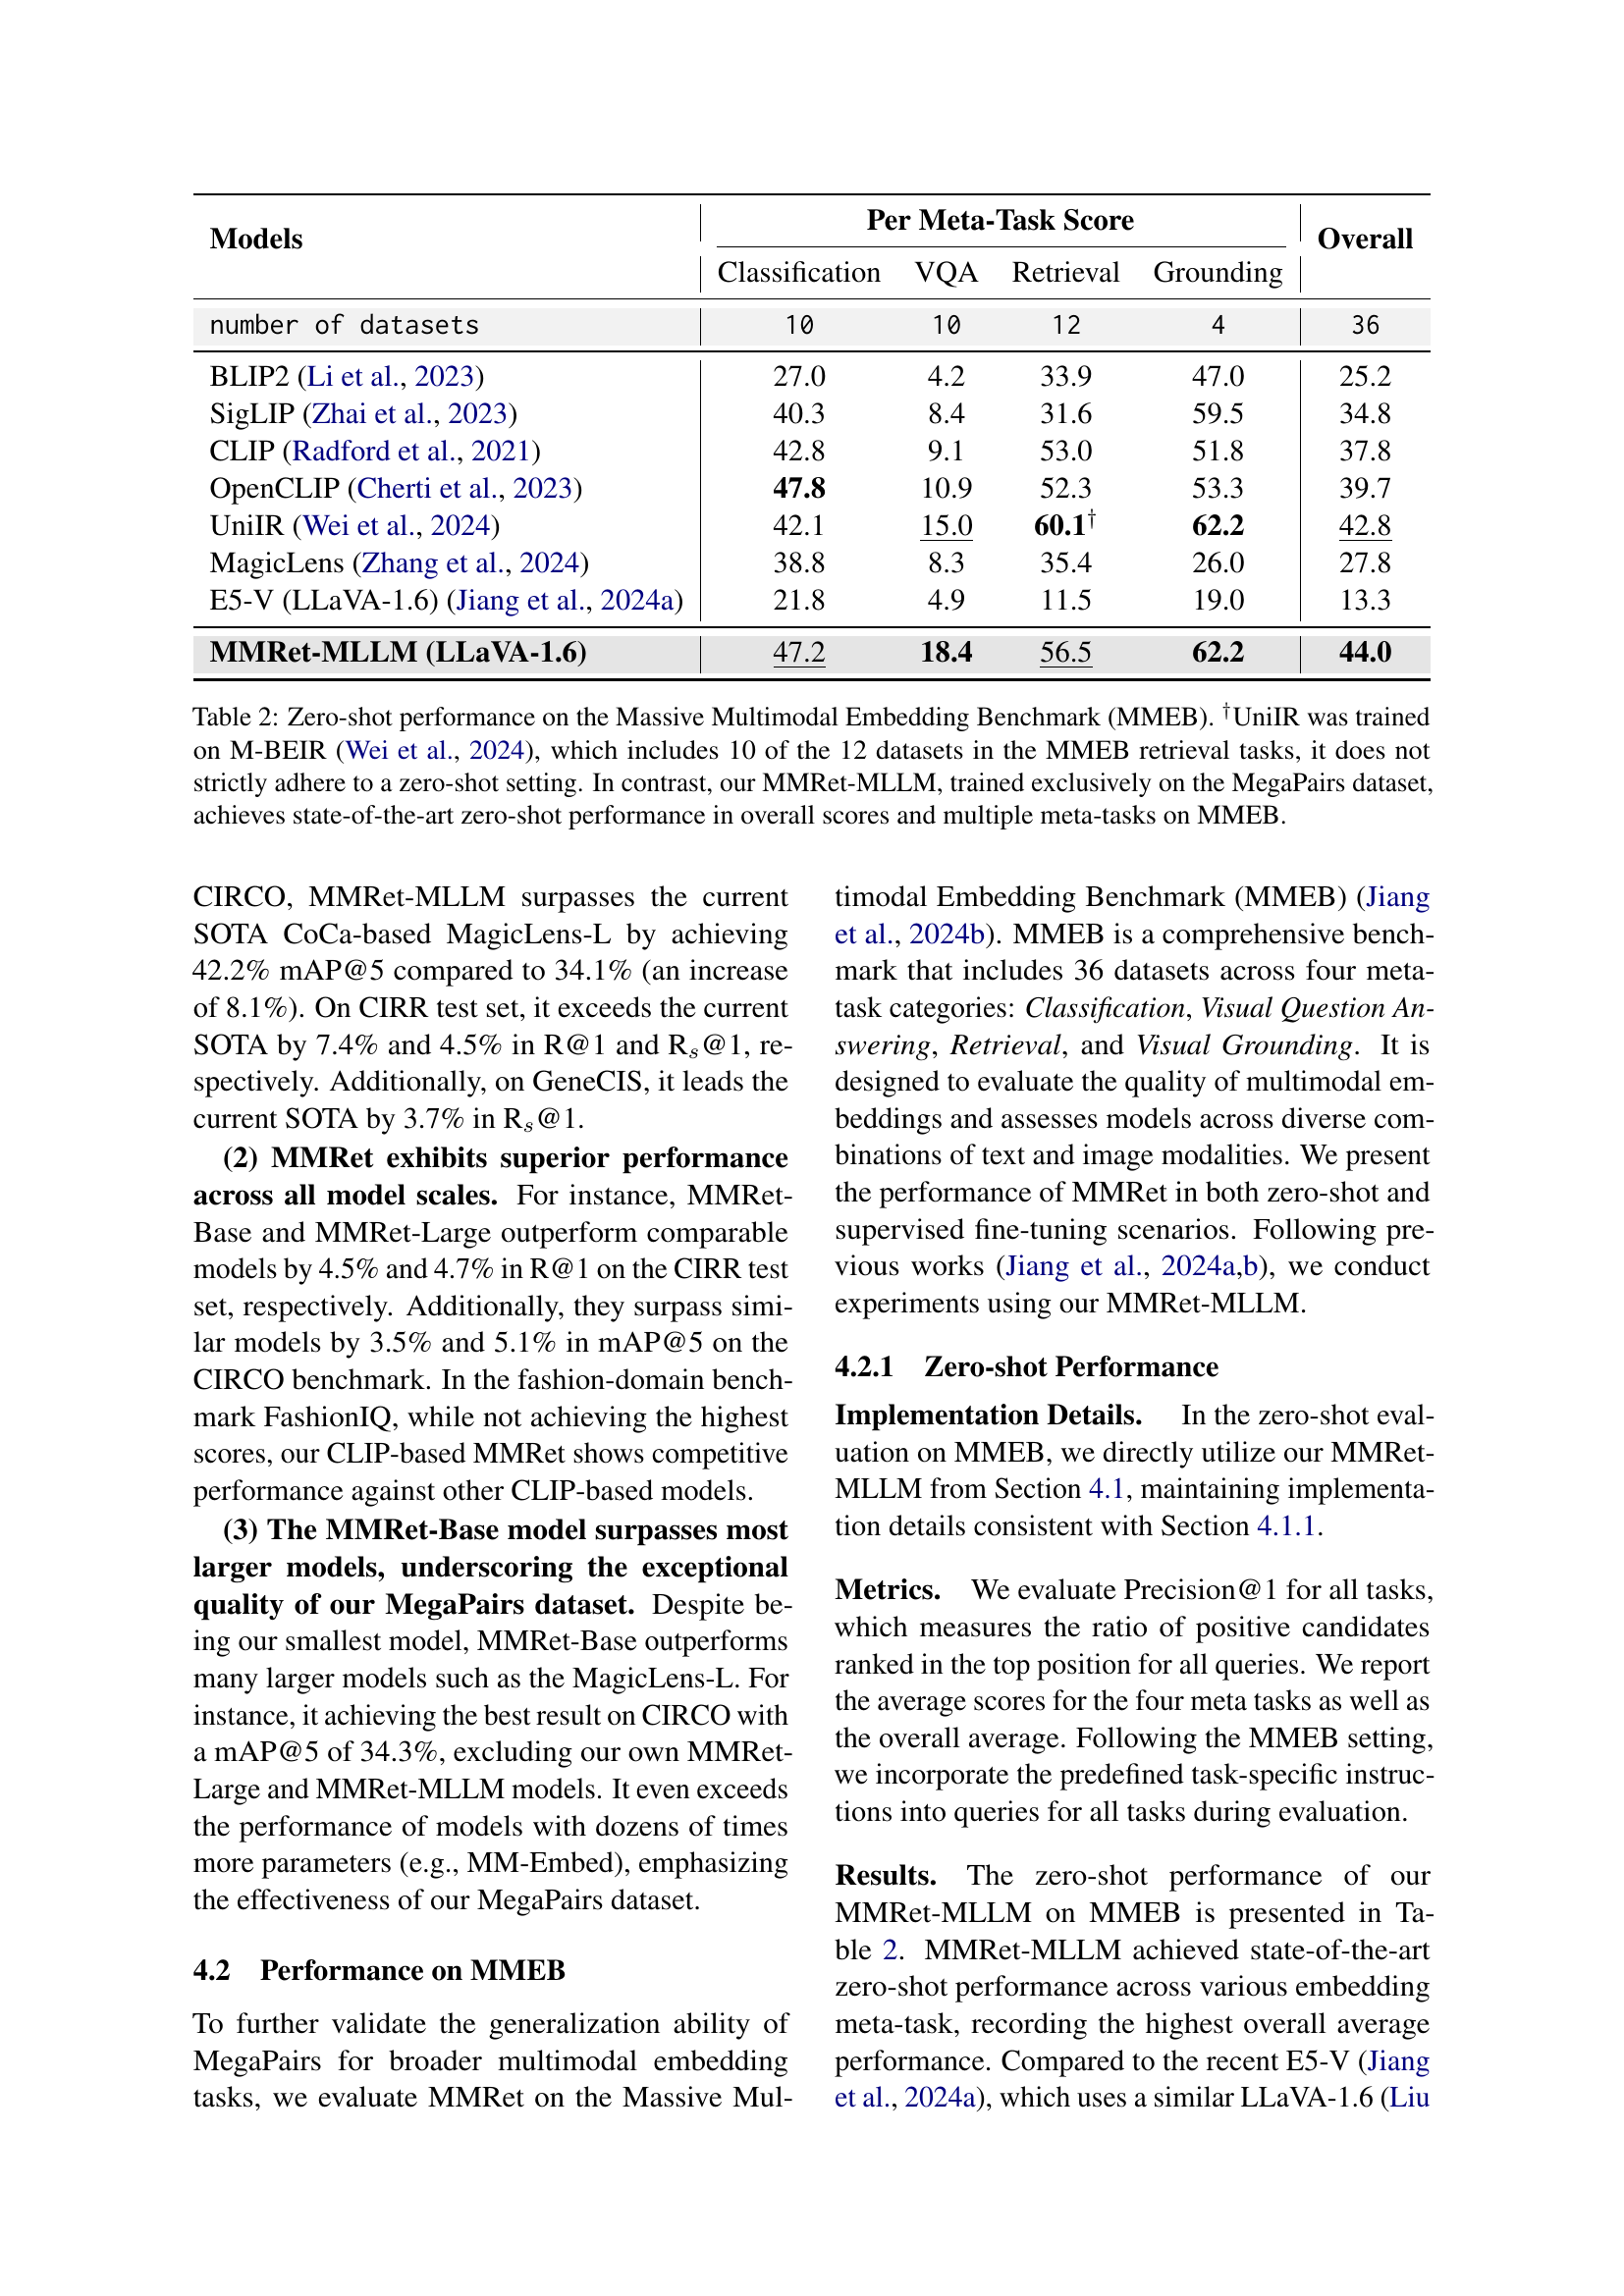 Models Per Meta-Task Score Overall
Classification VQA Retrieval Grounding
number of datasets 10 10 12 4 36
BLIP2 (Li et al., 2023) 27.0 4.2 33.9 47.0 25.2
SigLIP (Zhai et al., 2023) 40.3 8.4 31.6 59.5 34.8
CLIP (Radford et al., 2021) 42.8 9.1 53.0 51.8 37.8
OpenCLIP (Cherti et al., 2023) 47.8 10.9 52.3 53.3 39.7
UniIR (Wei et al., 2024) 42.1 15.0 60.1† 62.2 42.8
MagicLens (Zhang et al., 2024) 38.8 8.3 35.4 26.0 27.8
E5-V (LLaVA-1.6) (Jiang et al., 2024a) 21.8 4.9 11.5 19.0 13.3
MMRet-MLLM (LLaVA-1.6) 47.2 18.4 56.5 62.2 44.0
Table 2: Zero-shot performance on the Massive Multimodal Embedding Benchmark (MMEB). †UniIR was trained
on M-BEIR (Wei et al., 2024), which includes 10 of the 12 datasets in the MMEB retrieval tasks, it does not
strictly adhere to a zero-shot setting. In contrast, our MMRet-MLLM, trained exclusively on the MegaPairs dataset,
achieves state-of-the-art zero-shot performance in overall scores and multiple meta-tasks on MMEB.
CIRCO, MMRet-MLLM surpasses the current
SOTA CoCa-based MagicLens-L by achieving
42.2% mAP@5 compared to 34.1% (an increase
of 8.1%). On CIRR test set, it exceeds the current
SOTA by 7.4% and 4.5% in R@1 and Rs@1, re-
spectively. Additionally, on GeneCIS, it leads the
current SOTA by 3.7% in Rs@1.
(2) MMRet exhibits superior performance
across all model scales. For instance, MMRet-
Base and MMRet-Large outperform comparable
models by 4.5% and 4.7% in R@1 on the CIRR test
set, respectively. Additionally, they surpass simi-
lar models by 3.5% and 5.1% in mAP@5 on the
CIRCO benchmark. In the fashion-domain bench-
mark FashionIQ, while not achieving the highest
scores, our CLIP-based MMRet shows competitive
performance against other CLIP-based models.
(3) The MMRet-Base model surpasses most
larger models, underscoring the exceptional
quality of our MegaPairs dataset. Despite be-
ing our smallest model, MMRet-Base outperforms
many larger models such as the MagicLens-L. For
instance, it achieving the best result on CIRCO with
a mAP@5 of 34.3%, excluding our own MMRet-
Large and MMRet-MLLM models. It even exceeds
the performance of models with dozens of times
more parameters (e.g., MM-Embed), emphasizing
the effectiveness of our MegaPairs dataset.
4.2 Performance on MMEB
To further validate the generalization ability of
MegaPairs for broader multimodal embedding
tasks, we evaluate MMRet on the Massive Mul-
timodal Embedding Benchmark (MMEB) (Jiang
et al., 2024b). MMEB is a comprehensive bench-
mark that includes 36 datasets across four meta-
task categories: Classification, Visual Question An-
swering, Retrieval, and Visual Grounding. It is
designed to evaluate the quality of multimodal em-
beddings and assesses models across diverse com-
binations of text and image modalities. We present
the performance of MMRet in both zero-shot and
supervised fine-tuning scenarios. Following pre-
vious works (Jiang et al., 2024a,b), we conduct
experiments using our MMRet-MLLM.
4.2.1 Zero-shot Performance
Implementation Details. In the zero-shot eval-
uation on MMEB, we directly utilize our MMRet-
MLLM from Section 4.1, maintaining implementa-
tion details consistent with Section 4.1.1.
Metrics. We evaluate Precision@1 for all tasks,
which measures the ratio of positive candidates
ranked in the top position for all queries. We report
the average scores for the four meta tasks as well as
the overall average. Following the MMEB setting,
we incorporate the predefined task-specific instruc-
tions into queries for all tasks during evaluation.
Results. The zero-shot performance of our
MMRet-MLLM on MMEB is presented in Ta-
ble 2. MMRet-MLLM achieved state-of-the-art
zero-shot performance across various embedding
meta-task, recording the highest overall average
performance. Compared to the recent E5-V (Jiang
et al., 2024a), which uses a similar LLaVA-1.6 (Liu